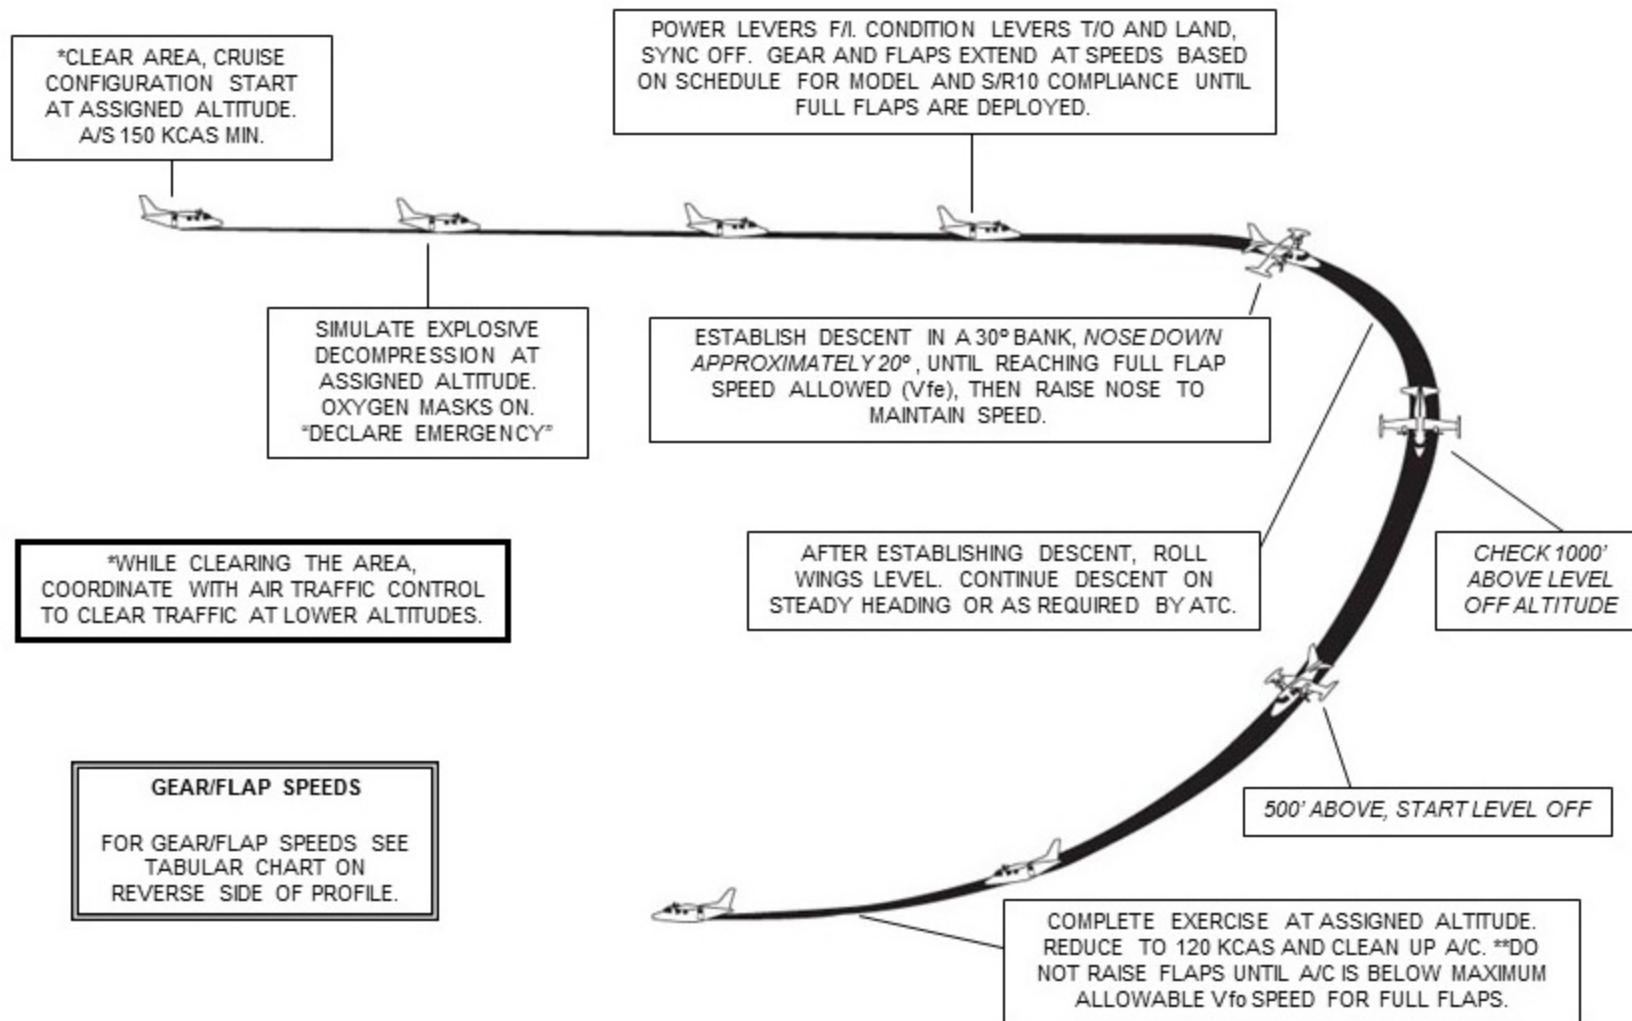 *CLEAR AREA, CRUISE
CONFIGURATION START
AT ASSIGNED ALTITUDE.
A/S 150 KCAS MIN.
POWER LEVERS F/I. CONDITION LEVERS T/O AND LAND,
SYNC OFF. GEAR AND FLAPS EXTEND AT SPEEDS BASED
ON SCHEDULE FOR MODEL AND S/R10 COMPLIANCE UNTIL
FULL FLAPS ARE DEPLOYED.
SIMULATE EXPLOSIVE
DECOMPRESSION AT
ASSIGNED ALTITUDE.
OXYGEN MASKS ON.
"DECLARE EMERGENCY"
ESTABLISH DESCENT IN A 30º BANK, NOSE DOWN
APPROXIMATELY 20º, UNTIL REACHING FULL FLAP
SPEED ALLOWED (Vfe), THEN RAISE NOSE TO
MAINTAIN SPEED.
*WHILE CLEARING THE AREA,
COORDINATE WITH AIR TRAFFIC CONTROL
TO CLEAR TRAFFIC AT LOWER ALTITUDES.
AFTER ESTABLISHING DESCENT, ROLL
WINGS LEVEL. CONTINUE DESCENT ON
STEADY HEADING OR AS REQUIRED BY ATC.
CHECK 1000'
ABOVE LEVEL
OFF ALTITUDE
GEAR/FLAP SPEEDS
FOR GEAR/FLAP SPEEDS SEE
TABULAR CHART ON
REVERSE SIDE OF PROFILE.
500' ABOVE, START LEVEL OFF
COMPLETE EXERCISE AT ASSIGNED ALTITUDE.
REDUCE TO 120 KCAS AND CLEAN UP A/C. **DO
NOT RAISE FLAPS UNTIL A/C IS BELOW MAXIMUM
ALLOWABLE Vfo SPEED FOR FULL FLAPS.